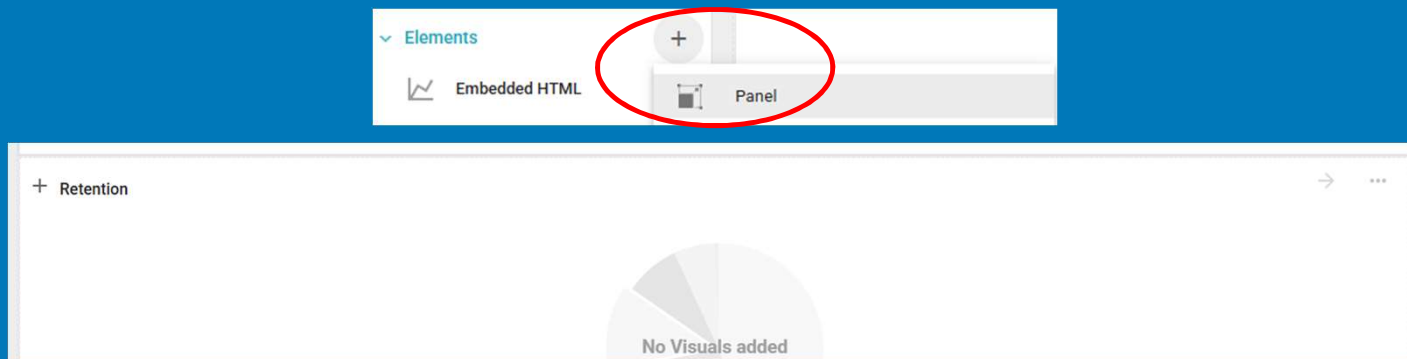 Elements
Embedded HTML
Panel
Retention
No Visuals added